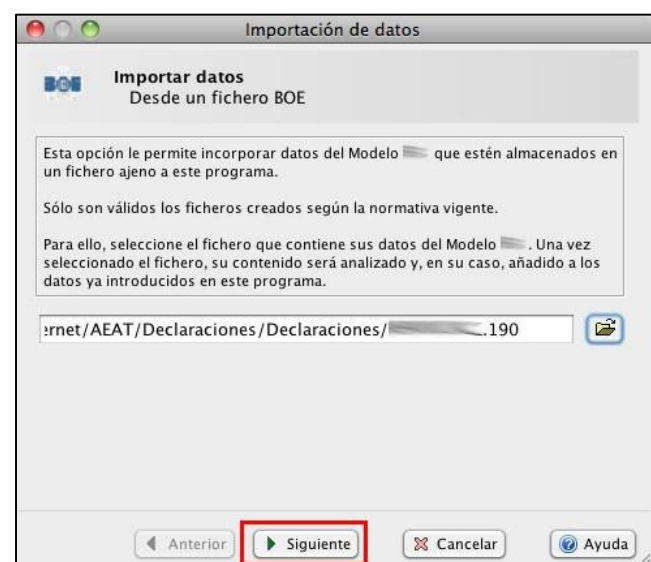 Importación de datos
BOE
Importar datos
Desde un fichero BOE
Esta opción le permite incorporar datos del Modelo que estén almacenados en
un fichero ajeno a este programa.
Sólo son válidos los ficheros creados según la normativa vigente.
Para ello, seleccione el fichero que contiene sus datos del Modelo . Una vez
seleccionado el fichero, su contenido será analizado y, en su caso, añadido a los
datos ya introducidos en este programa.
ernet/AEAT/Declaraciones/Declaraciones/ .190
Anterior Siguiente Cancelar Ayuda